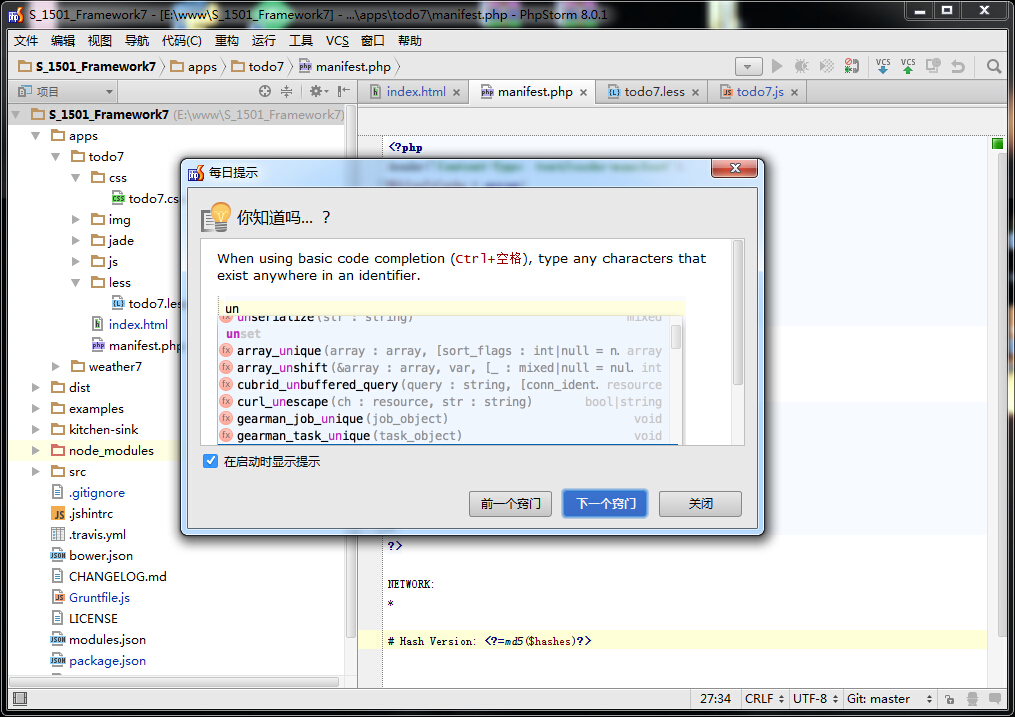 S_1501_Framework7 - [E:\www\S_1501_Framework7] - ...\apps\todo7\manifest.php - PhpStorm 8.0.1
文件 编辑 视图 导航 代码(C) 重构 运行 工具 VCS 窗口 帮助
S_1501_Framework7 apps todo7 manifest.php
VCS VCS
项目
index.html manifest.php todo7.less todo7.js
S_1501_Framework7 (E:\www\S_1501_Framework7)
apps
todo7
css
todo7.cs
img
jade
js
less
todo7.les
index.html
manifest.php
weather7
dist
examples
kitchen-sink
node_modules
src
.gitignore
.jshintrc
.travis.yml
bower.json
CHANGELOG.md
Gruntfile.js
LICENSE
modules.json
package.json
<?php
每日提示
你知道吗... ？
When using basic code completion (Ctrl+空格), type any characters that
exist anywhere in an identifier.
un
unserialize(str : string) mixed
unset
array_unique(array : array, [sort_flags : int|null = n. array
array_unshift(&array : array, var, [_ : mixed|null = nul. int
cubrid_unbuffered_query(query : string, [conn_ident. resource
curl_unescape(ch : resource, str : string) bool|string
gearman_job_unique(job_object) void
gearman_task_unique(task_object) void
在启动时显示提示
前一个窍门 下一个窍门 关闭
?>
NETWORK:
*
# Hash Version: <?=md5($hashes)?>
27:34 CRLF UTF-8 Git: master